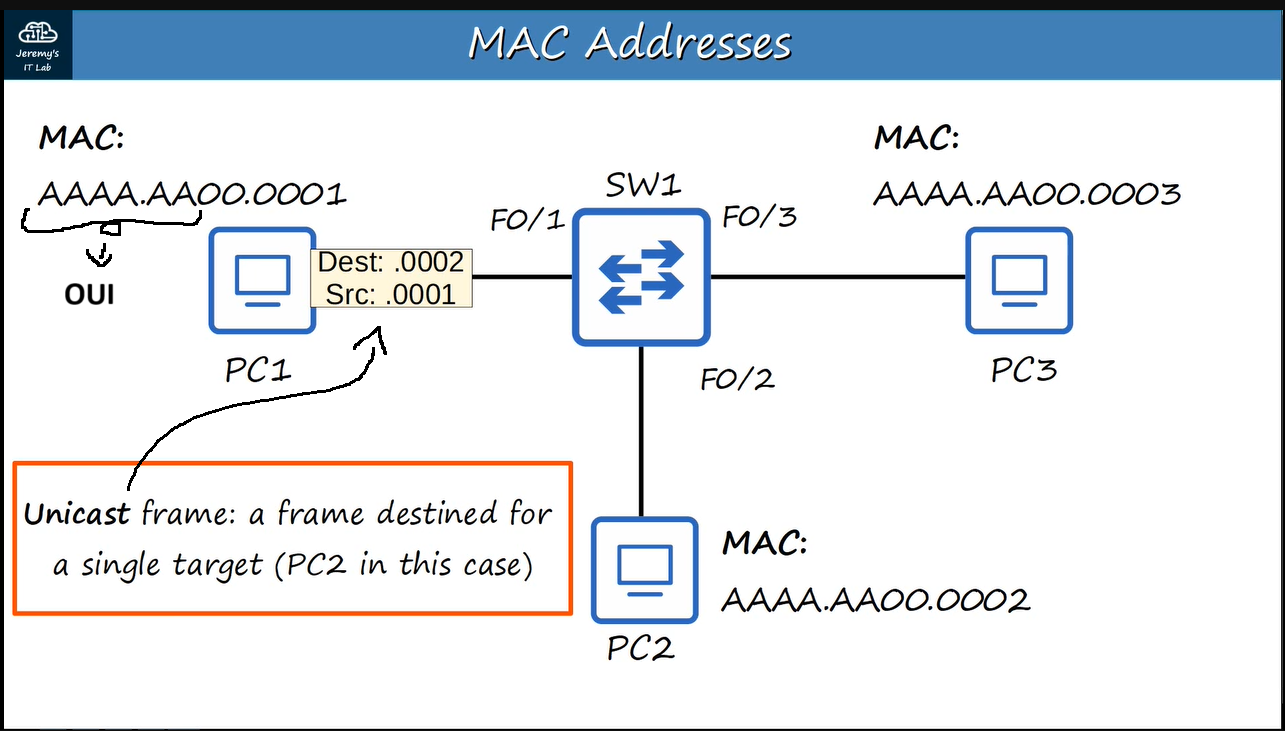 Jeremy's
IT Lab
MAC Addresses
MAC:
AAAA.AA00.0001
OUI
Dest: .0002
Src: .0001
PC1
SW1
F0/1
F0/3
F0/2
MAC:
AAAA.AA00.0003
PC3
Unicast frame: a frame destined for
a single target (PC2 in this case)
MAC:
AAAA.AA00.0002
PC2